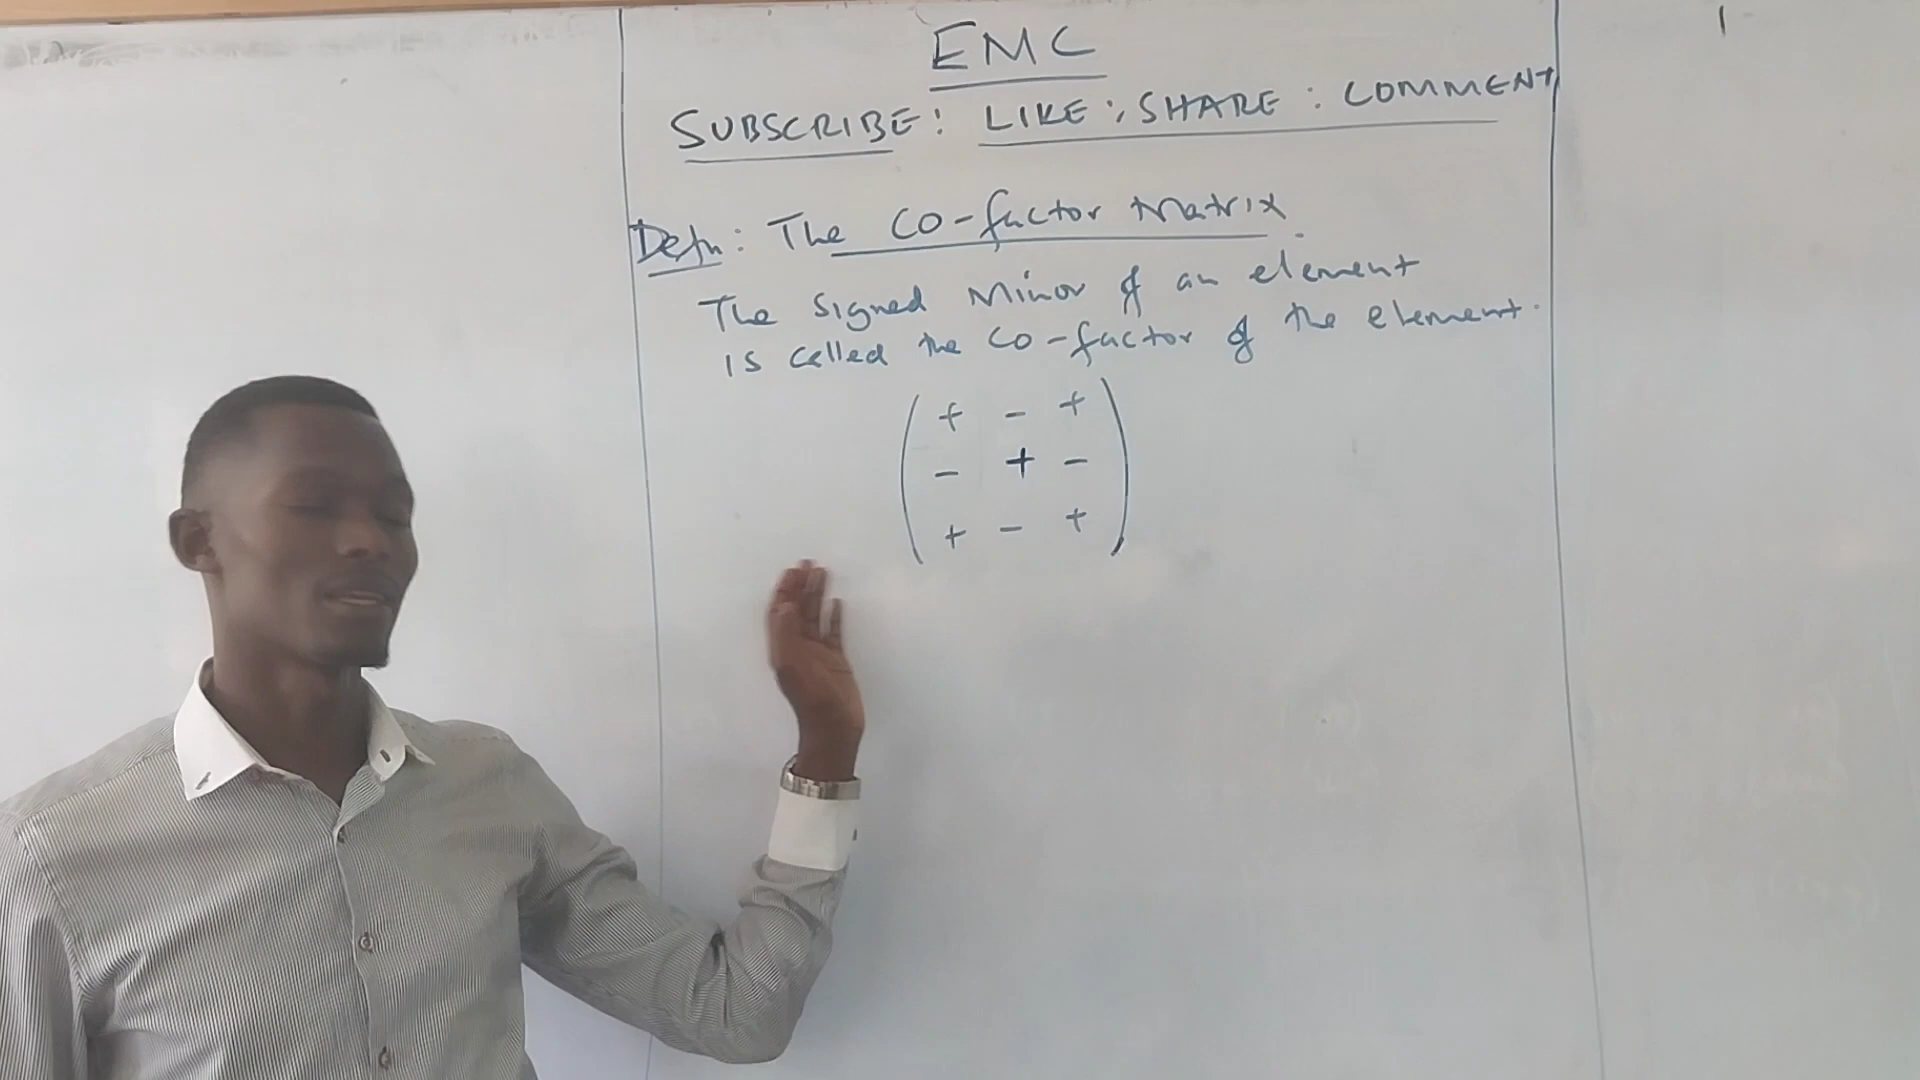 EMC
SUBSCRIBE: LIKE: SHARE: COMMENT
Defn: The Co-factor Matrix.
The signed Minor of an element
is called the Co-factor of the element.
+ - +
- + -
+ - +